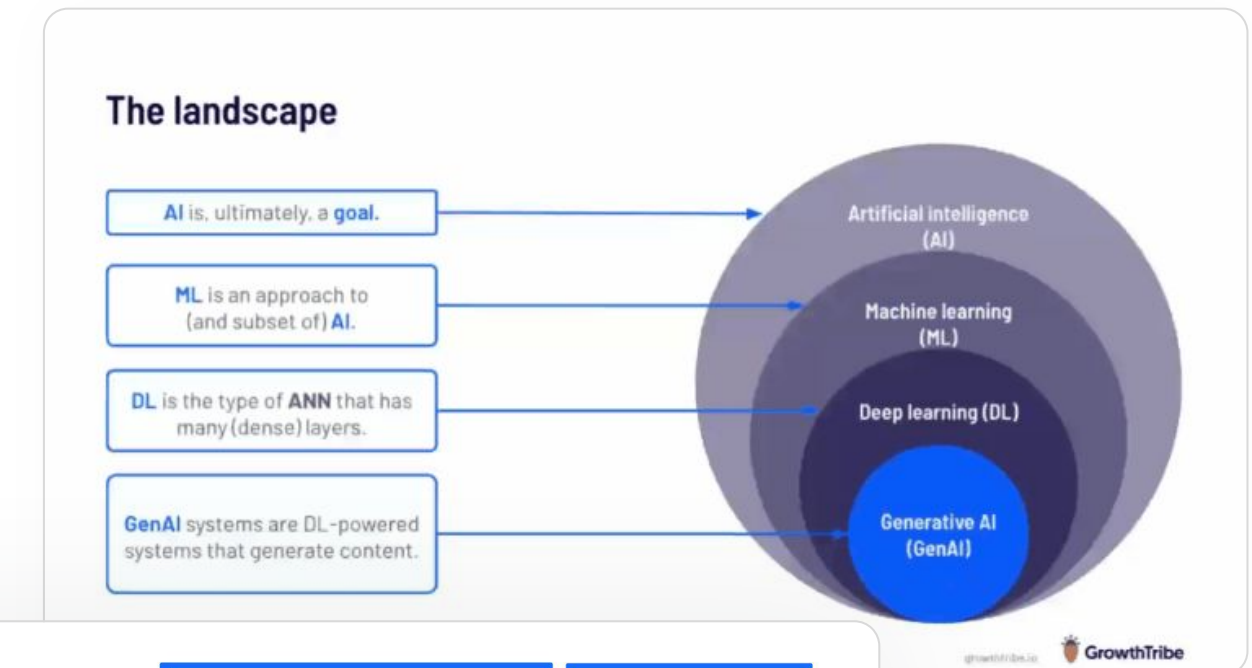 The landscape
AI is, ultimately, a goal.
ML is an approach to
(and subset of) AI.
DL is the type of ANN that has
many (dense) layers.
GenAI systems are DL-powered
systems that generate content.
Artificial intelligence
(AI)
Machine learning
(ML)
Deep learning (DL)
Generative AI
(GenAI)
growthtribe.io
GrowthTribe